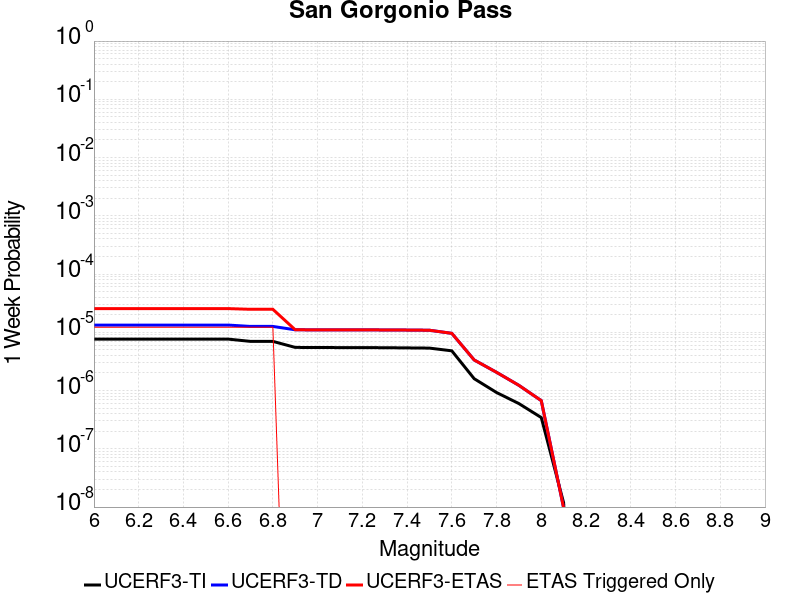 San Gorgonio Pass
10^0
10^-1
10^-2
10^-3
10^-4
10^-5
10^-6
10^-7
10^-8
1 Week Probability
6 6.2 6.4 6.6 6.8 7 7.2 7.4 7.6 7.8 8 8.2 8.4 8.6 8.8 9
Magnitude
UCERF3-TI UCERF3-TD UCERF3-ETAS ETAS Triggered Only